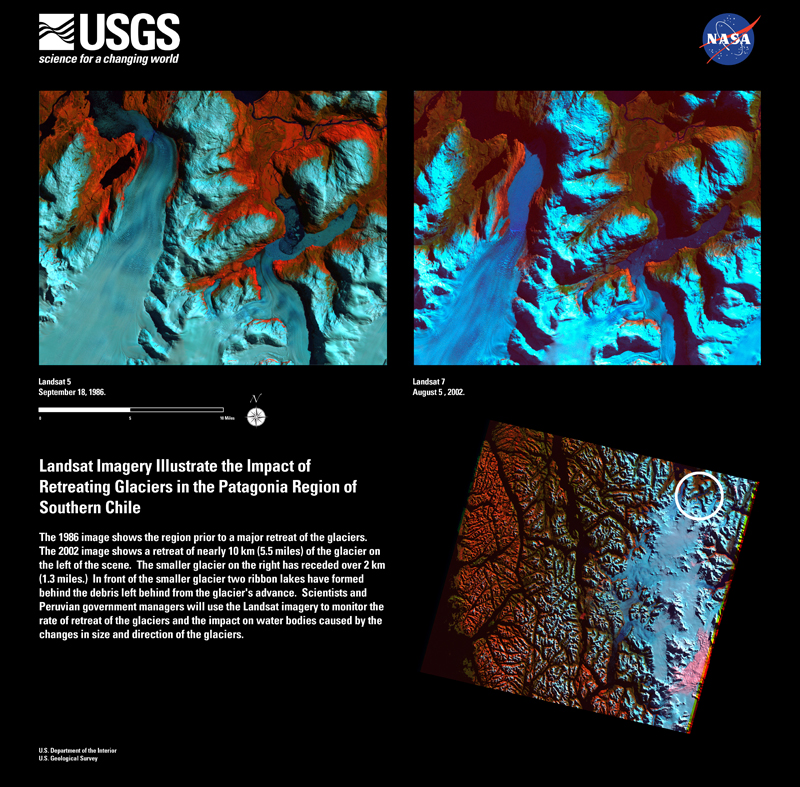 USGS
science for a changing world
NASA
Landsat 5
September 18, 1986.
Landsat 7
August 5 , 2002.
N
0 5 10 Miles
Landsat Imagery Illustrate the Impact of
Retreating Glaciers in the Patagonia Region of
Southern Chile
The 1986 image shows the region prior to a major retreat of the glaciers.
The 2002 image shows a retreat of nearly 10 km (5.5 miles) of the glacier on
the left of the scene. The smaller glacier on the right has receded over 2 km
(1.3 miles.) In front of the smaller glacier two ribbon lakes have formed
behind the debris left behind from the glacier's advance. Scientists and
Peruvian government managers will use the Landsat imagery to monitor the
rate of retreat of the glaciers and the impact on water bodies caused by the
changes in size and direction of the glaciers.
U.S. Department of the Interior
U.S. Geological Survey